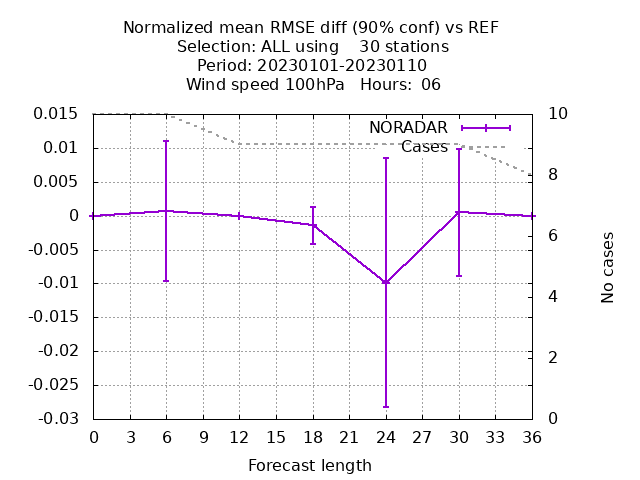 Normalized mean RMSE diff (90% conf) vs REF
Selection: ALL using    30 stations
Period: 20230101-20230110
Wind speed 100hPa   Hours:  06
0.015
0.01
0.005
0
-0.005
-0.01
-0.015
-0.02
-0.025
-0.03
NORADAR
Cases
10
8
6
4
2
0
No cases
0 3 6 9 12 15 18 21 24 27 30 33 36
Forecast length